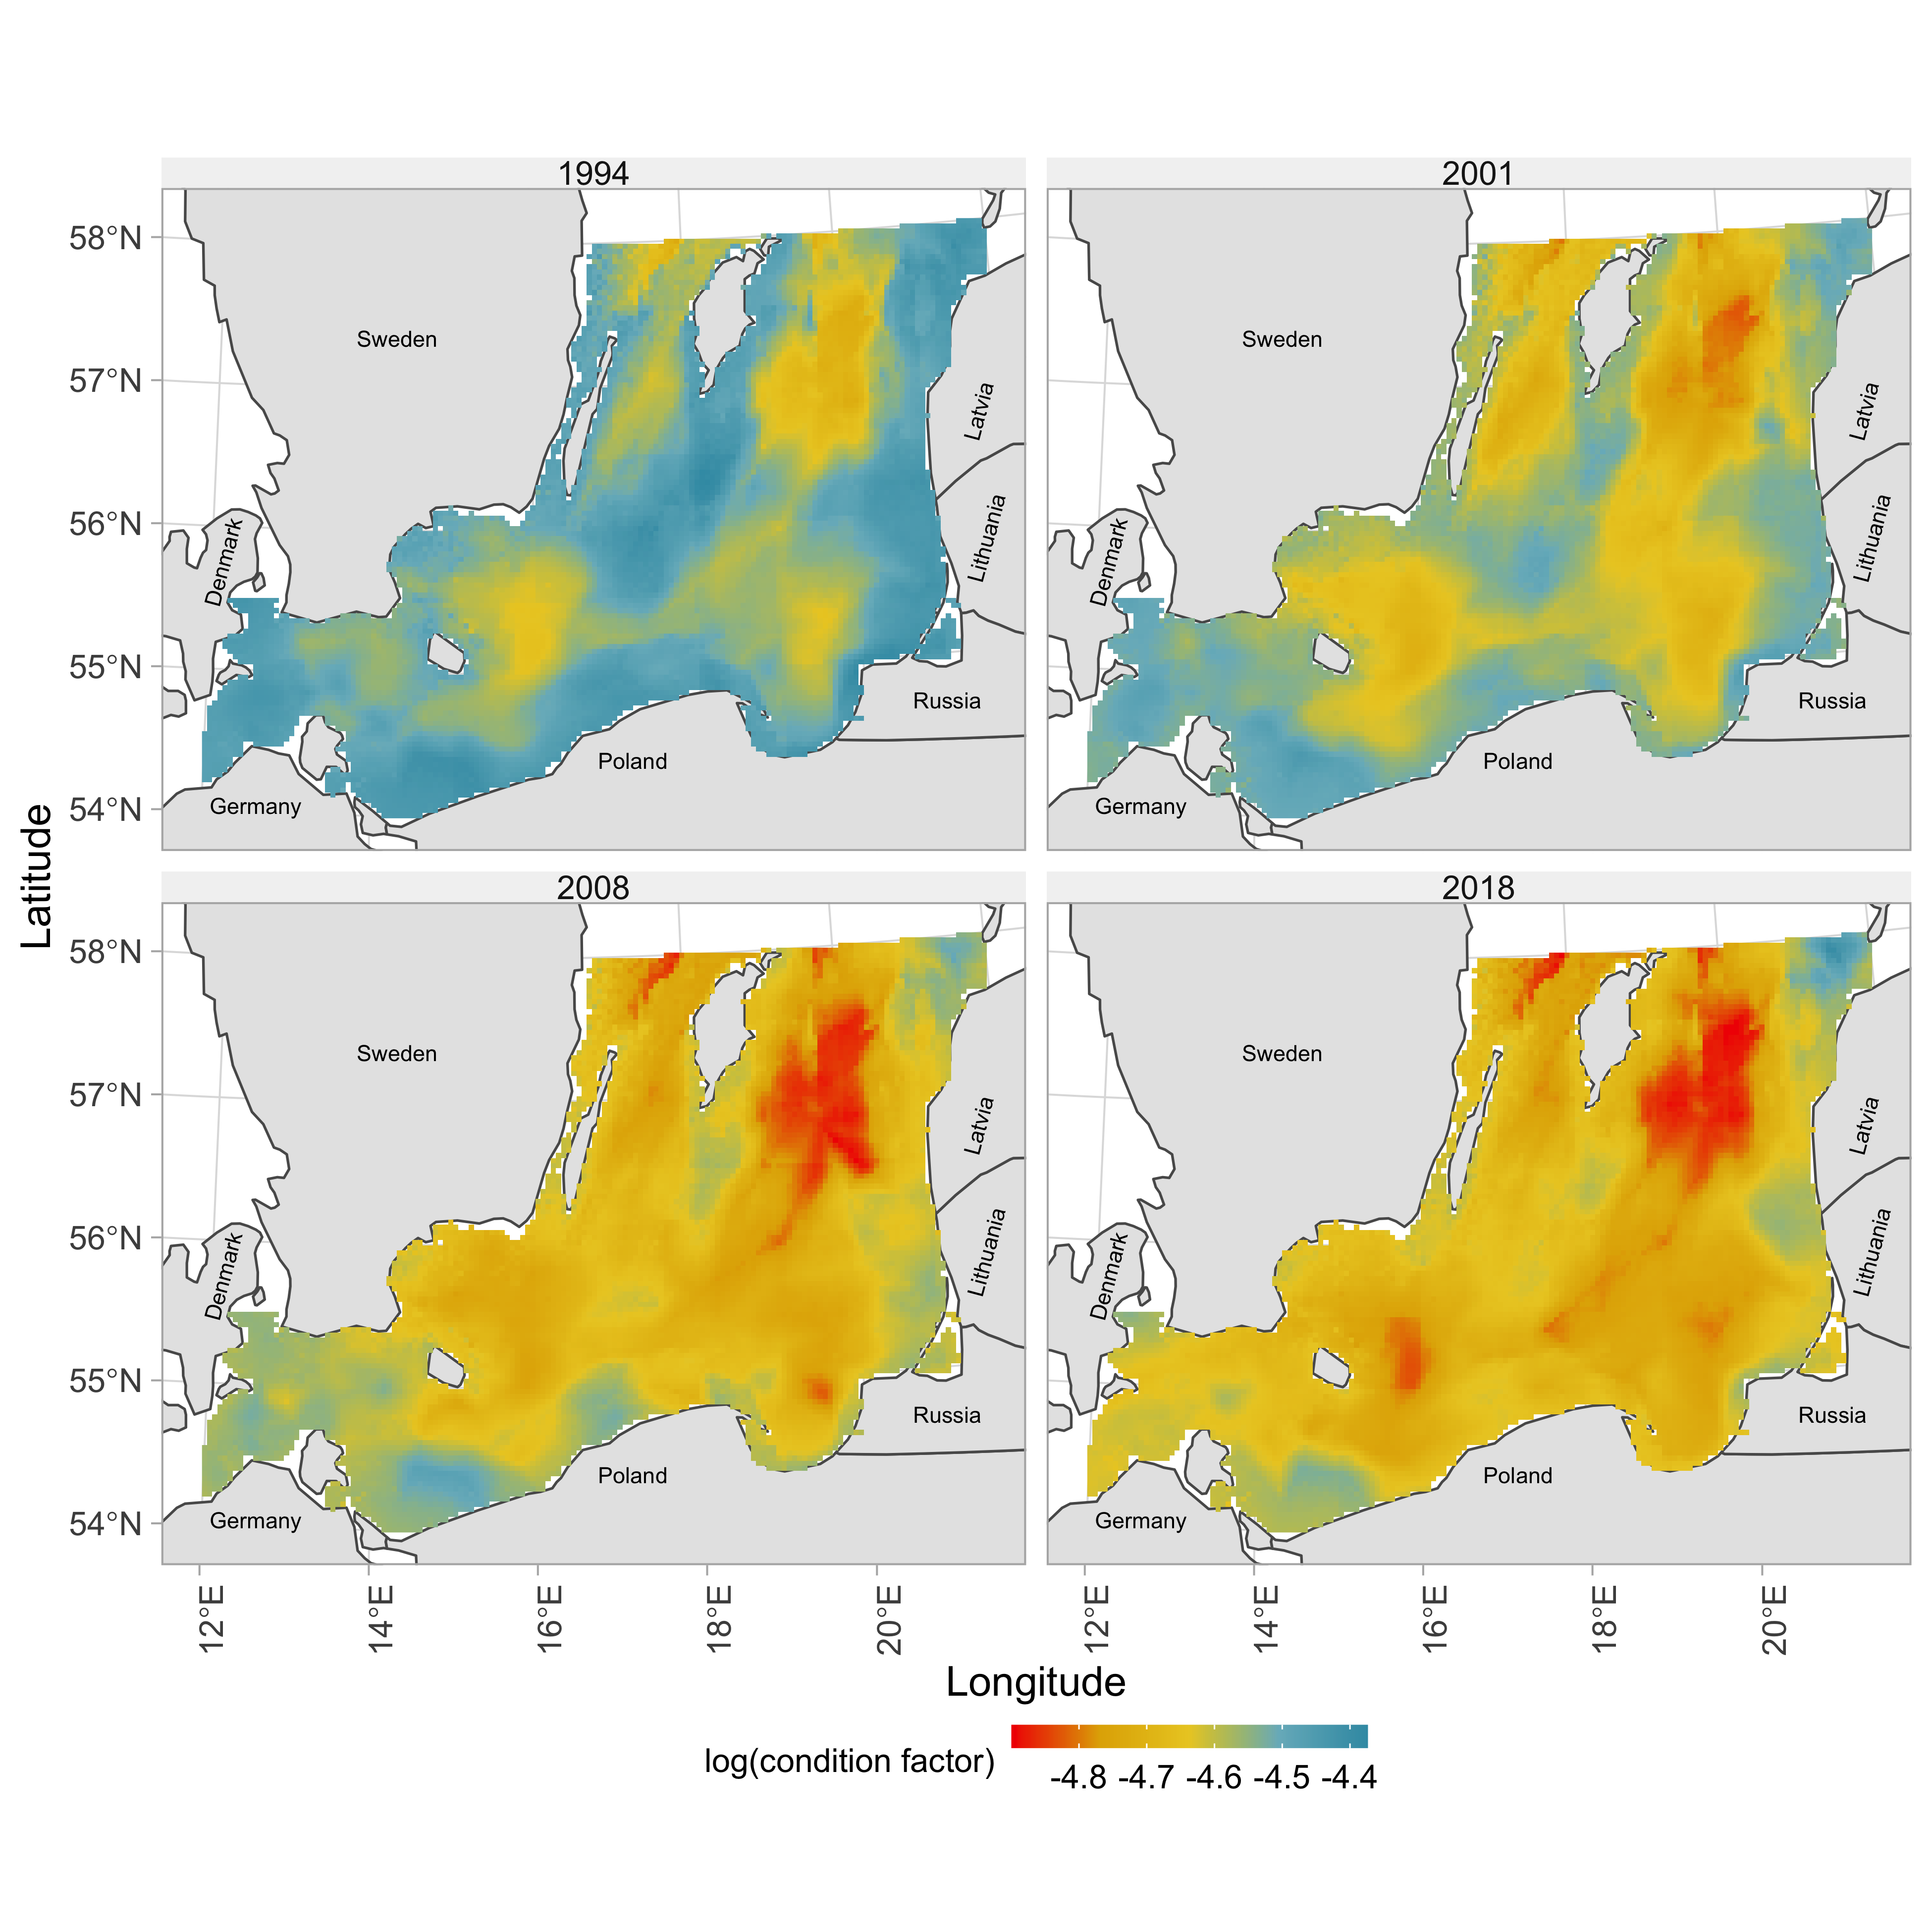 1994
2001
58°N
57°N
56°N
55°N
54°N
Sweden
Denmark
Latvia
Lithuania
Russia
Poland
Germany
Sweden
Denmark
Latvia
Lithuania
Russia
Poland
Germany
Latitude
2008
2018
58°N
57°N
56°N
55°N
54°N
Sweden
Denmark
Latvia
Lithuania
Russia
Poland
Germany
Sweden
Denmark
Latvia
Lithuania
Russia
Poland
Germany
12°E 14°E 16°E 18°E 20°E
12°E 14°E 16°E 18°E 20°E
Longitude
log(condition factor)
-4.8 -4.7 -4.6 -4.5 -4.4